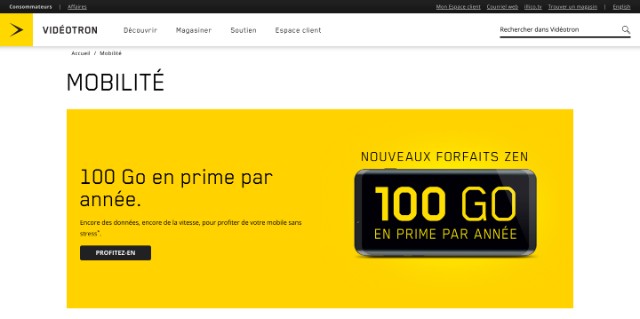 Consommateurs | Affaires
Mon Espace client Courrier web illico.tv Trouver un magasin | English
VIDÉOTRON Découvrir Magasiner Soutien Espace client Rechercher dans Vidéotron
Accueil / Mobilité
MOBILITÉ
100 Go en prime par
année.
Encore des données, encore de la vitesse, pour profiter de votre mobile sans
stress*.
PROFITEZ-EN
NOUVEAUX FORFAITS ZEN
100 GO
EN PRIME PAR ANNÉE